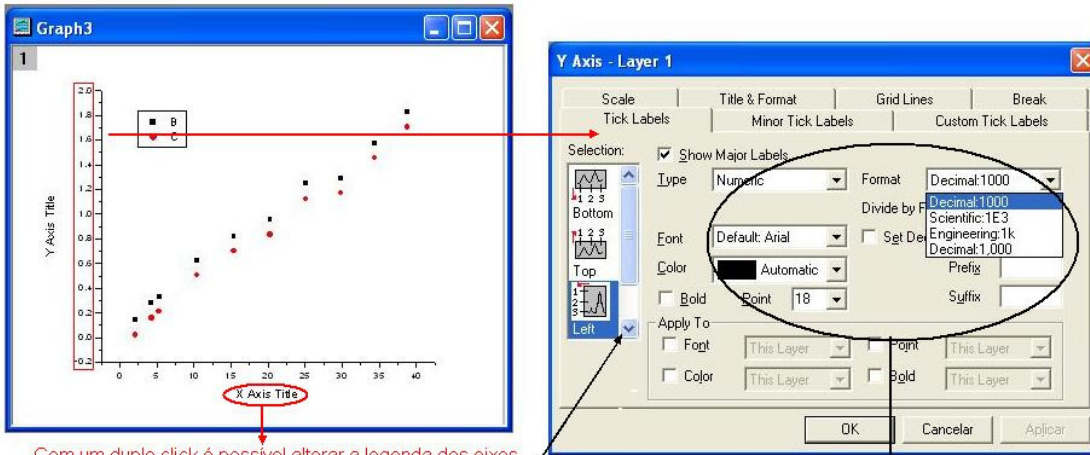 Graph3
1
2.0
1.8
1.6
1.4
1.2
1.0
0.8
0.6
0.4
0.2
0.0
-0.2
B
C
Y Axis Title
0 5 10 15 20 25 30 35 40
X Axis Title
Com um duplo click é possível alterar a legenda dos eixos
Y Axis - Layer 1
Scale Title & Format Grid Lines Break
Tick Labels Minor Tick Labels Custom Tick Labels
Selection:
Bottom
Top
Left
Show Major Labels
Type Numeric Format Decimal:1000
Decimal:1000
Scientific:1E3
Engineering:1k
Decimal:1,000
Divide by F
Font Default: Arial Set De
Color Automatic Prefix
Bold Point 18 Suffix
Apply To
Font This Layer Point This Layer
Color This Layer Bold This Layer
OK Cancelar Aplicar